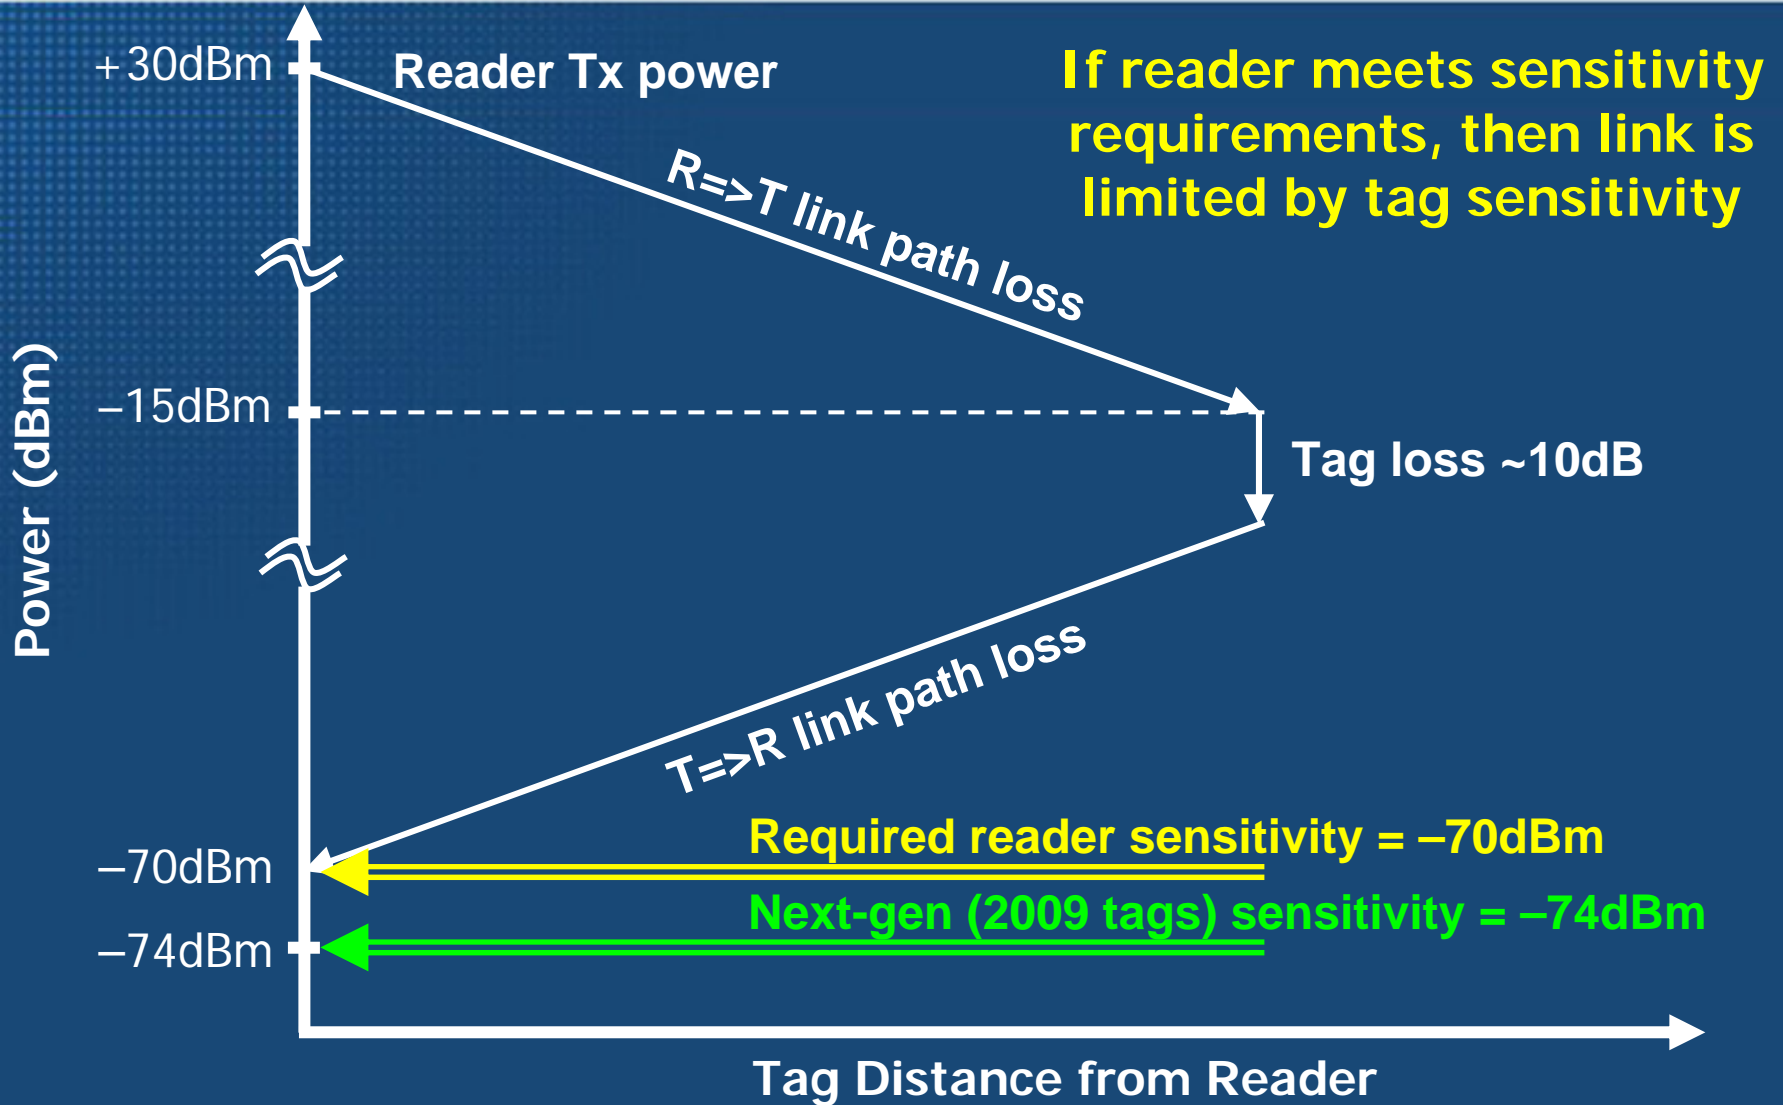 +30dBm
Reader Tx power
If reader meets sensitivity
requirements, then link is
limited by tag sensitivity
R=>T link path loss
Power (dBm)
–15dBm
Tag loss ~10dB
T=>R link path loss
Required reader sensitivity = –70dBm
–70dBm
Next-gen (2009 tags) sensitivity = –74dBm
–74dBm
Tag Distance from Reader